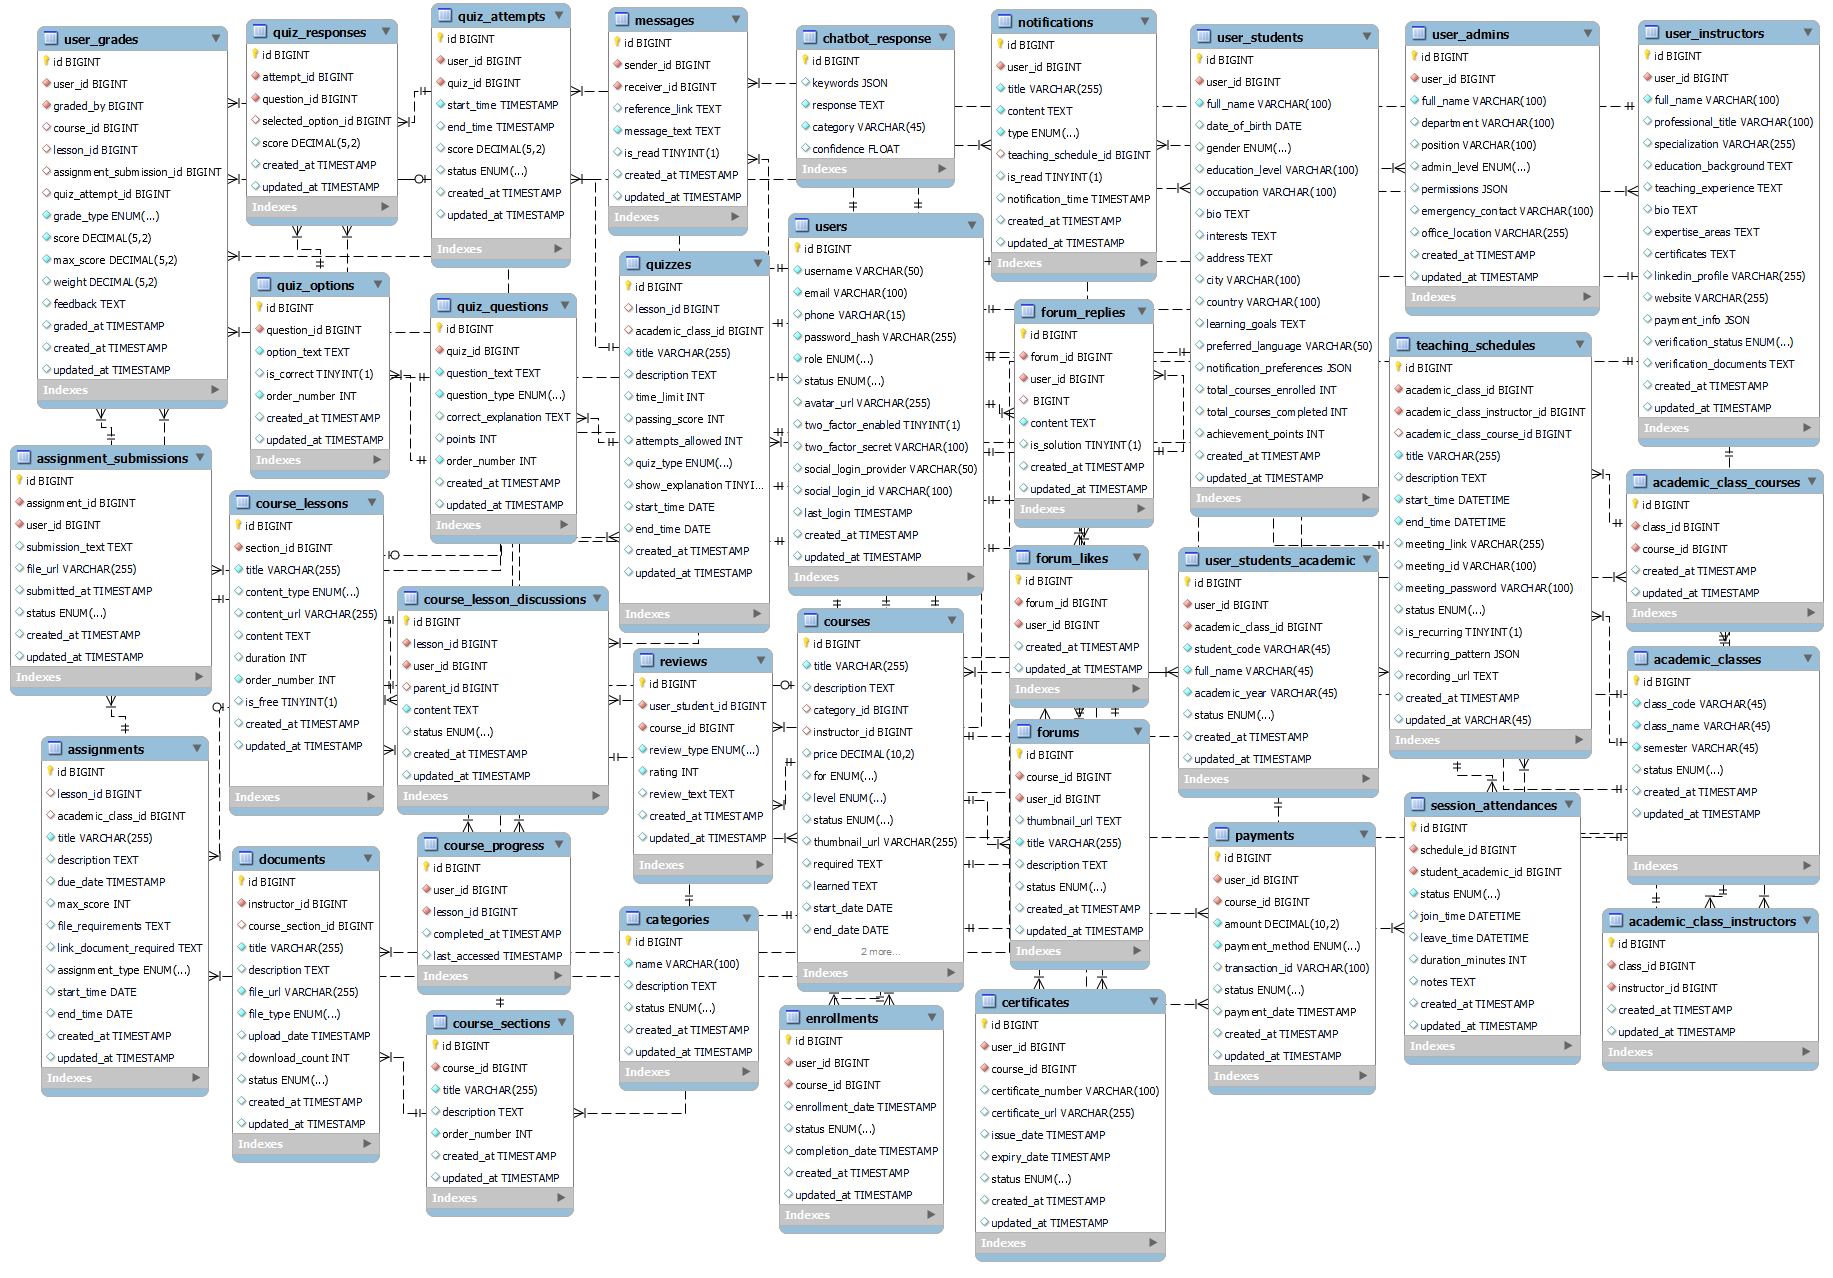 user_grades
id BIGINT
user_id BIGINT
graded_by BIGINT
course_id BIGINT
lesson_id BIGINT
assignment_submission_id BIGINT
quiz_attempt_id BIGINT
grade_type ENUM(...)
score DECIMAL(5,2)
max_score DECIMAL(5,2)
weight DECIMAL(5,2)
feedback TEXT
graded_at TIMESTAMP
created_at TIMESTAMP
updated_at TIMESTAMP
Indexes
quiz_responses
id BIGINT
attempt_id BIGINT
question_id BIGINT
selected_option_id BIGINT
score DECIMAL(5,2)
created_at TIMESTAMP
updated_at TIMESTAMP
Indexes
quiz_attempts
id BIGINT
user_id BIGINT
quiz_id BIGINT
start_time TIMESTAMP
end_time TIMESTAMP
score DECIMAL(5,2)
status ENUM(...)
created_at TIMESTAMP
updated_at TIMESTAMP
Indexes
messages
id BIGINT
sender_id BIGINT
receiver_id BIGINT
reference_link TEXT
message_text TEXT
is_read TINYINT(1)
created_at TIMESTAMP
updated_at TIMESTAMP
Indexes
chatbot_response
id BIGINT
keywords JSON
response TEXT
category VARCHAR(45)
confidence FLOAT
Indexes
notifications
id BIGINT
user_id BIGINT
title VARCHAR(255)
content TEXT
type ENUM(...)
teaching_schedule_id BIGINT
is_read TINYINT(1)
notification_time TIMESTAMP
created_at TIMESTAMP
updated_at TIMESTAMP
Indexes
user_students
id BIGINT
user_id BIGINT
full_name VARCHAR(100)
date_of_birth DATE
gender ENUM(...)
education_level VARCHAR(100)
occupation VARCHAR(100)
bio TEXT
interests TEXT
address TEXT
city VARCHAR(100)
country VARCHAR(100)
learning_goals TEXT
preferred_language VARCHAR(50)
notification_preferences JSON
total_courses_enrolled INT
total_courses_completed INT
achievement_points INT
created_at TIMESTAMP
updated_at TIMESTAMP
Indexes
user_admins
id BIGINT
user_id BIGINT
full_name VARCHAR(100)
department VARCHAR(100)
position VARCHAR(100)
admin_level ENUM(...)
permissions JSON
emergency_contact VARCHAR(100)
office_location VARCHAR(255)
created_at TIMESTAMP
updated_at TIMESTAMP
Indexes
user_instructors
id BIGINT
user_id BIGINT
full_name VARCHAR(100)
professional_title VARCHAR(100)
specialization VARCHAR(255)
education_background TEXT
teaching_experience TEXT
bio TEXT
expertise_areas TEXT
certificates TEXT
linkedin_profile VARCHAR(255)
website VARCHAR(255)
payment_info JSON
verification_status ENUM(...)
verification_documents TEXT
created_at TIMESTAMP
updated_at TIMESTAMP
Indexes
quiz_options
id BIGINT
question_id BIGINT
option_text TEXT
is_correct TINYINT(1)
order_number INT
created_at TIMESTAMP
updated_at TIMESTAMP
Indexes
quiz_questions
id BIGINT
quiz_id BIGINT
question_text TEXT
question_type ENUM(...)
correct_explanation TEXT
points INT
order_number INT
created_at TIMESTAMP
updated_at TIMESTAMP
Indexes
quizzes
id BIGINT
lesson_id BIGINT
academic_class_id BIGINT
title VARCHAR(255)
description TEXT
time_limit INT
passing_score INT
attempts_allowed INT
quiz_type ENUM(...)
show_explanation TINYI...
start_time DATE
end_time DATE
created_at TIMESTAMP
updated_at TIMESTAMP
Indexes
users
id BIGINT
username VARCHAR(50)
email VARCHAR(100)
phone VARCHAR(15)
password_hash VARCHAR(255)
role ENUM(...)
status ENUM(...)
avatar_url VARCHAR(255)
two_factor_enabled TINYINT(1)
two_factor_secret VARCHAR(100)
social_login_provider VARCHAR(50)
social_login_id VARCHAR(100)
last_login TIMESTAMP
created_at TIMESTAMP
updated_at TIMESTAMP
Indexes
forum_replies
id BIGINT
forum_id BIGINT
user_id BIGINT
BIGINT
content TEXT
is_solution TINYINT(1)
created_at TIMESTAMP
updated_at TIMESTAMP
Indexes
teaching_schedules
id BIGINT
academic_class_id BIGINT
academic_class_instructor_id BIGINT
academic_class_course_id BIGINT
title VARCHAR(255)
description TEXT
start_time DATETIME
end_time DATETIME
meeting_link VARCHAR(255)
meeting_id VARCHAR(100)
meeting_password VARCHAR(100)
status ENUM(...)
is_recurring TINYINT(1)
recurring_pattern JSON
recording_url TEXT
created_at TIMESTAMP
updated_at VARCHAR(45)
Indexes
assignment_submissions
id BIGINT
assignment_id BIGINT
user_id BIGINT
submission_text TEXT
file_url VARCHAR(255)
submitted_at TIMESTAMP
status ENUM(...)
created_at TIMESTAMP
updated_at TIMESTAMP
Indexes
course_lessons
id BIGINT
section_id BIGINT
title VARCHAR(255)
content_type ENUM(...)
content_url VARCHAR(255)
content TEXT
duration INT
order_number INT
is_free TINYINT(1)
created_at TIMESTAMP
updated_at TIMESTAMP
Indexes
course_lesson_discussions
id BIGINT
lesson_id BIGINT
user_id BIGINT
parent_id BIGINT
content TEXT
status ENUM(...)
created_at TIMESTAMP
updated_at TIMESTAMP
Indexes
reviews
id BIGINT
user_student_id BIGINT
course_id BIGINT
review_type ENUM(...)
rating INT
review_text TEXT
created_at TIMESTAMP
updated_at TIMESTAMP
Indexes
courses
id BIGINT
title VARCHAR(255)
description TEXT
category_id BIGINT
instructor_id BIGINT
price DECIMAL(10,2)
for ENUM(...)
level ENUM(...)
status ENUM(...)
thumbnail_url VARCHAR(255)
required TEXT
learned TEXT
start_date DATE
end_date DATE
2 more...
Indexes
forum_likes
id BIGINT
forum_id BIGINT
user_id BIGINT
created_at TIMESTAMP
updated_at TIMESTAMP
Indexes
user_students_academic
id BIGINT
user_id BIGINT
academic_class_id BIGINT
student_code VARCHAR(45)
full_name VARCHAR(45)
academic_year VARCHAR(45)
status ENUM(...)
created_at TIMESTAMP
updated_at TIMESTAMP
Indexes
academic_class_courses
id BIGINT
class_id BIGINT
course_id BIGINT
created_at TIMESTAMP
updated_at TIMESTAMP
Indexes
academic_classes
id BIGINT
class_code VARCHAR(45)
class_name VARCHAR(45)
semester VARCHAR(45)
status ENUM(...)
created_at TIMESTAMP
updated_at TIMESTAMP
Indexes
assignments
id BIGINT
lesson_id BIGINT
academic_class_id BIGINT
title VARCHAR(255)
description TEXT
due_date TIMESTAMP
max_score INT
file_requirements TEXT
link_document_required TEXT
assignment_type ENUM(...)
start_time DATE
end_time DATE
created_at TIMESTAMP
updated_at TIMESTAMP
Indexes
documents
id BIGINT
instructor_id BIGINT
course_section_id BIGINT
title VARCHAR(255)
description TEXT
file_url VARCHAR(255)
file_type ENUM(...)
upload_date TIMESTAMP
download_count INT
status ENUM(...)
created_at TIMESTAMP
updated_at TIMESTAMP
Indexes
course_progress
id BIGINT
user_id BIGINT
lesson_id BIGINT
completed_at TIMESTAMP
last_accessed TIMESTAMP
Indexes
course_sections
id BIGINT
course_id BIGINT
title VARCHAR(255)
description TEXT
order_number INT
created_at TIMESTAMP
updated_at TIMESTAMP
Indexes
categories
id BIGINT
name VARCHAR(100)
description TEXT
status ENUM(...)
created_at TIMESTAMP
updated_at TIMESTAMP
Indexes
enrollments
id BIGINT
user_id BIGINT
course_id BIGINT
enrollment_date TIMESTAMP
status ENUM(...)
completion_date TIMESTAMP
created_at TIMESTAMP
updated_at TIMESTAMP
Indexes
forums
id BIGINT
course_id BIGINT
user_id BIGINT
thumbnail_url TEXT
title VARCHAR(255)
description TEXT
status ENUM(...)
created_at TIMESTAMP
updated_at TIMESTAMP
Indexes
certificates
id BIGINT
user_id BIGINT
course_id BIGINT
certificate_number VARCHAR(100)
certificate_url VARCHAR(255)
issue_date TIMESTAMP
expiry_date TIMESTAMP
status ENUM(...)
created_at TIMESTAMP
updated_at TIMESTAMP
Indexes
payments
id BIGINT
user_id BIGINT
course_id BIGINT
amount DECIMAL(10,2)
payment_method ENUM(...)
transaction_id VARCHAR(100)
status ENUM(...)
payment_date TIMESTAMP
created_at TIMESTAMP
updated_at TIMESTAMP
Indexes
session_attendances
id BIGINT
schedule_id BIGINT
student_academic_id BIGINT
status ENUM(...)
join_time DATETIME
leave_time DATETIME
duration_minutes INT
notes TEXT
created_at TIMESTAMP
updated_at TIMESTAMP
Indexes
academic_class_instructors
id BIGINT
class_id BIGINT
instructor_id BIGINT
created_at TIMESTAMP
updated_at TIMESTAMP
Indexes